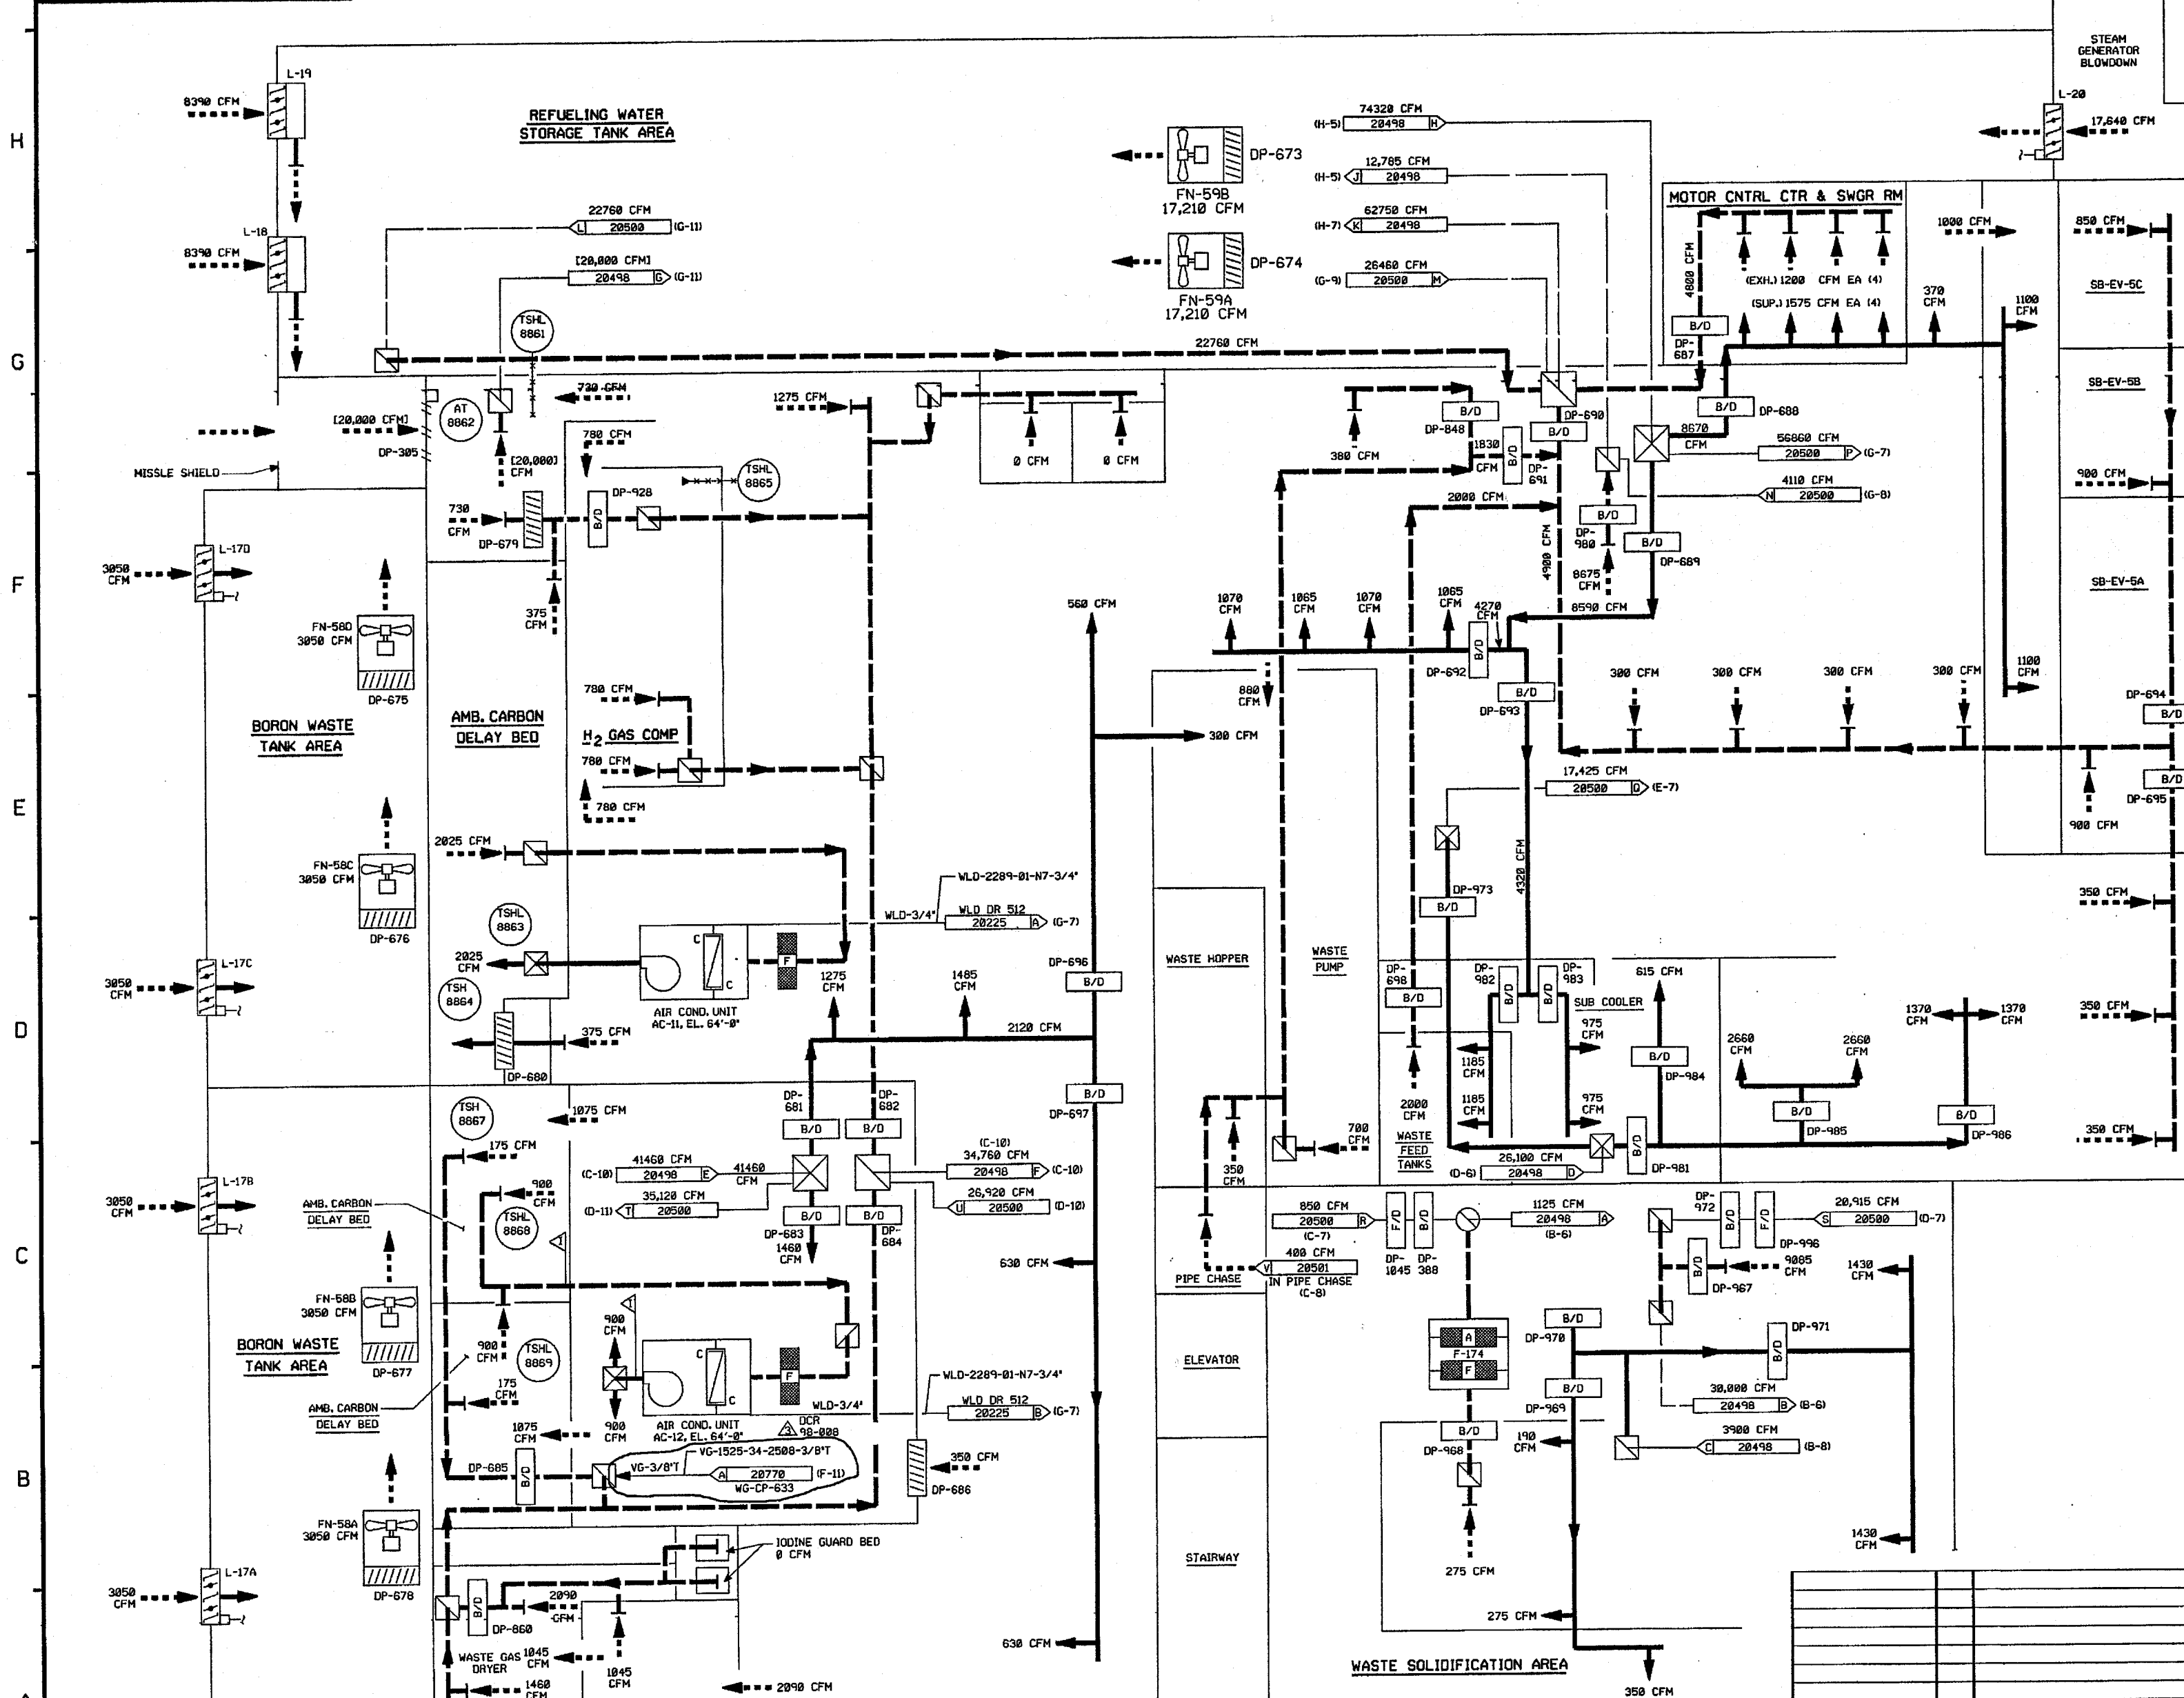 STEAM
GENERATOR
BLOWDOWN
L-19
L-20
8390 CFM
17,640 CFM
H
REFUELING WATER
STORAGE TANK AREA
74320 CFM
(H-5) 20498 H
DP-673
12,785 CFM
(H-5) J 20498
FN-59B
17,210 CFM
MOTOR CNTRL CTR & SWGR RM
22760 CFM
L 20500 (G-11)
62750 CFM
(H-7) K 20498
1000 CFM
850 CFM
L-18
8390 CFM
[20,000 CFM]
20498 G (G-11)
DP-674
26460 CFM
(G-9) 20500 M
4800 CFM
(EXH.) 1200 CFM EA (4)
SB-EV-5C
FN-59A
17,210 CFM
(SUP.) 1575 CFM EA (4)
370
CFM
1100
CFM
TSHL
8861
B/D
DP-
687
22760 CFM
G
SB-EV-5B
730 CFM
1275 CFM
AT
8862
[20,000 CFM]
DP-305
B/D
DP-848
DP-690
B/D
B/D
DP-688
8670
CFM
56860 CFM
20500 P (G-7)
780 CFM
1830
CFM
B/D
DP-
691
380 CFM
0 CFM
0 CFM
MISSLE SHIELD
[20,000]
CFM
TSHL
8865
900 CFM
4110 CFM
N 20500 (G-8)
730
CFM
DP-679
DP-928
B/D
2000 CFM
B/D
DP-
980
B/D
DP-689
4900 CFM
L-17D
3050
CFM
F
8675
CFM
SB-EV-5A
FN-58D
3050 CFM
375
CFM
560 CFM
1070
CFM
1065
CFM
1070
CFM
1065
CFM
4270
CFM
8590 CFM
B/D
DP-692
DP-675
780 CFM
880
CFM
B/D
DP-693
300 CFM
300 CFM
300 CFM
300 CFM
1100
CFM
DP-694
B/D
BORON WASTE
TANK AREA
AMB. CARBON
DELAY BED
H2 GAS COMP
780 CFM
300 CFM
780 CFM
17,425 CFM
20500 Q (E-7)
B/D
DP-695
E
900 CFM
2025 CFM
4320 CFM
FN-58C
3050 CFM
DP-676
WLD-2289-01-N7-3/4"
WLD-3/4"
WLD DR 512
20225 A (G-7)
DP-973
B/D
350 CFM
TSHL
8863
2025
CFM
C
C
F
AIR COND. UNIT
AC-11, EL. 64'-0"
TSH
8864
L-17C
3050
CFM
1275
CFM
1485
CFM
DP-696
B/D
WASTE HOPPER
WASTE
PUMP
DP-
698
B/D
DP-
982
B/D
B/D
DP-
983
SUB COOLER
615 CFM
1370
CFM
1370
CFM
350 CFM
D
375 CFM
DP-680
2120 CFM
1185
CFM
975
CFM
B/D
DP-984
2660
CFM
2660
CFM
B/D
DP-697
TSH
8867
1075 CFM
DP-
681
B/D
DP-
682
B/D
2000
CFM
1185
CFM
975
CFM
B/D
DP-985
B/D
DP-986
175 CFM
700
CFM
WASTE
FEED
TANKS
350 CFM
41460 CFM
(C-10) 20498 E
41460
CFM
(C-10)
34,760 CFM
20498 F (C-10)
350
CFM
26,100 CFM
(D-6) 20498 D
B/D
DP-981
L-17B
3050
CFM
AMB. CARBON
DELAY BED
900
CFM
TSHL
8868
1
35,120 CFM
(D-11) T 20500
26,920 CFM
U 20500 (D-10)
B/D
DP-683
1460
CFM
B/D
DP-
684
850 CFM
20500 R
(C-7)
F/D
DP-
1045
B/D
DP-
388
1125 CFM
20498 A
(B-6)
DP-
972
B/D
F/D
DP-996
20,915 CFM
S 20500 (D-7)
C
630 CFM
400 CFM
V 20501
IN PIPE CHASE
(C-8)
PIPE CHASE
B/D
DP-967
9085
CFM
1430
CFM
FN-58B
3050 CFM
DP-677
BORON WASTE
TANK AREA
900
CFM
TSHL
8869
1
900
CFM
C
C
F
A
F-174
F
B/D
DP-970
DP-971
B/D
ELEVATOR
175
CFM
WLD-2289-01-N7-3/4"
WLD-3/4"
WLD DR 512
20225 B (G-7)
AMB. CARBON
DELAY BED
900
CFM
AIR COND. UNIT
AC-12, EL. 64'-0"
3
DCR
98-008
B/D
DP-969
30,000 CFM
20498 B (B-6)
1075
CFM
VG-1525-34-2508-3/8"T
VG-3/8"T
A 20770 (F-11)
WG-CP-633
DP-685
B/D
350 CFM
DP-686
B/D
DP-968
190
CFM
3900 CFM
C 20498 (B-8)
B
FN-58A
3050 CFM
DP-678
IODINE GUARD BED
0 CFM
STAIRWAY
275 CFM
1430
CFM
L-17A
3050
CFM
B/D
DP-860
2090
CFM
275 CFM
630 CFM
WASTE GAS
DRYER
1045
CFM
1045
CFM
WASTE SOLIDIFICATION AREA
1460
CFM
2090 CFM
350 CFM